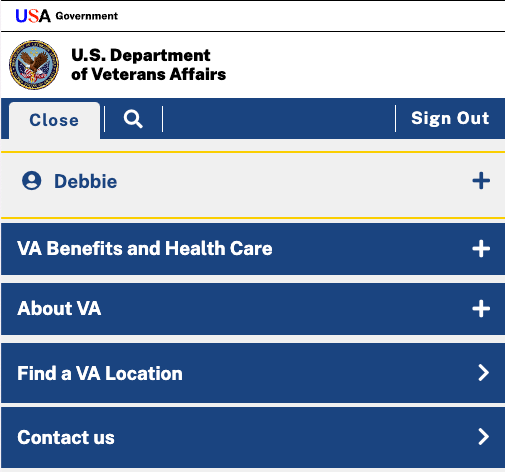 USA Government
U.S. Department
of Veterans Affairs
Close
Sign Out
Debbie
VA Benefits and Health Care
About VA
Find a VA Location
Contact us